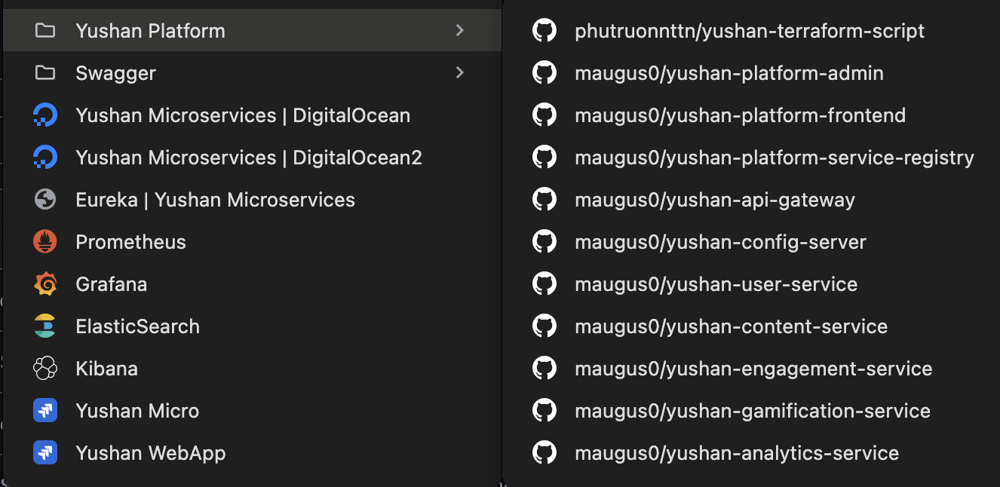 Yushan Platform
Swagger
Yushan Microservices | DigitalOcean
Yushan Microservices | DigitalOcean2
Eureka | Yushan Microservices
Prometheus
Grafana
ElasticSearch
Kibana
Yushan Micro
Yushan WebApp
phutruonnttn/yushan-terraform-script
maugus0/yushan-platform-admin
maugus0/yushan-platform-frontend
maugus0/yushan-platform-service-registry
maugus0/yushan-api-gateway
maugus0/yushan-config-server
maugus0/yushan-user-service
maugus0/yushan-content-service
maugus0/yushan-engagement-service
maugus0/yushan-gamification-service
maugus0/yushan-analytics-service